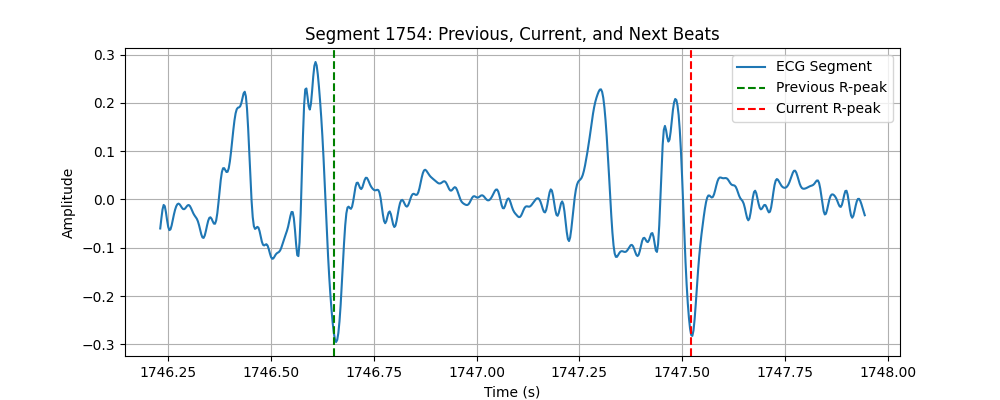 Segment 1754: Previous, Current, and Next Beats
ECG Segment
Previous R-peak
Current R-peak
Amplitude
0.3
0.2
0.1
0.0
−0.1
−0.2
−0.3
1746.25 1746.50 1746.75 1747.00 1747.25 1747.50 1747.75 1748.00
Time (s)